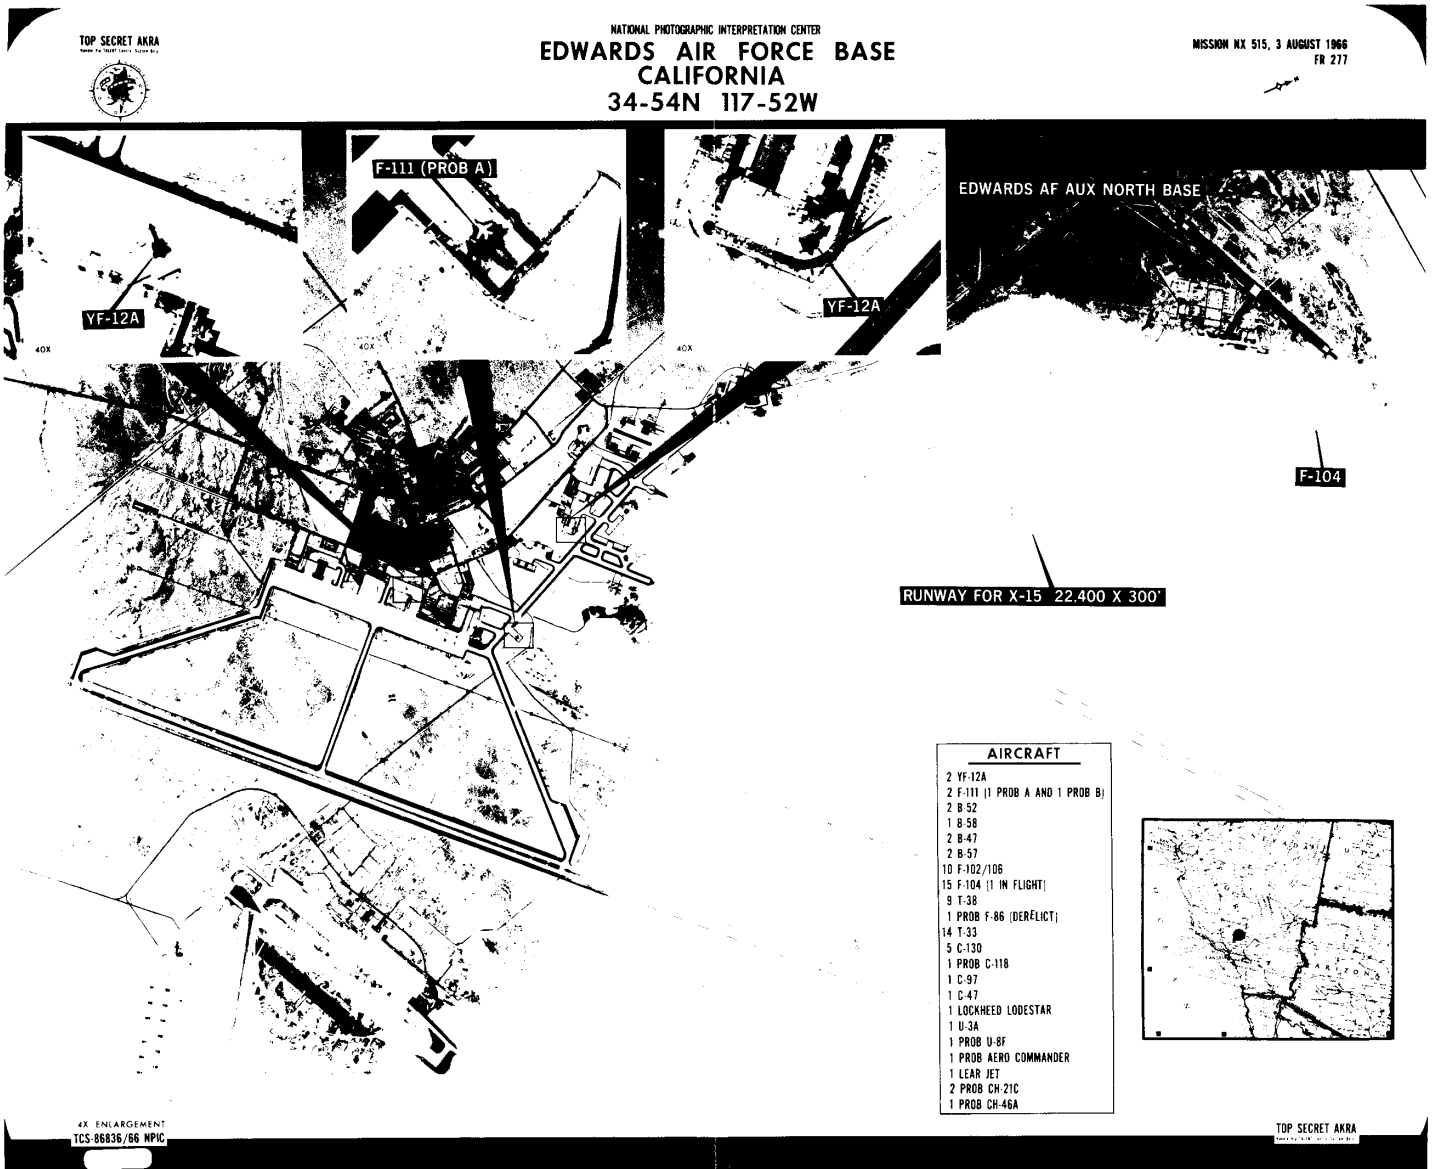 NATIONAL PHOTOGRAPHIC INTERPRETATION CENTER
EDWARDS AIR FORCE BASE
CALIFORNIA
34-54N 117-52W
TOP SECRET AKRA
MISSION NX 515, 3 AUGUST 1966
FR 277
N
YF-12A
40X
F-111 (PROB A)
40X
YF-12A
40X
EDWARDS AF AUX NORTH BASE
F-104
RUNWAY FOR X-15 22,400 X 300'
AIRCRAFT
2 YF-12A
2 F-111 (1 PROB A AND 1 PROB B)
2 B-52
1 B-58
2 B-47
2 B-57
10 F-102/106
15 F-104 (1 IN FLIGHT)
9 T-38
1 PROB F-86 (DERELICT)
14 T-33
5 C-130
1 PROB C-118
1 C-97
1 C-47
1 LOCKHEED LODESTAR
1 U-3A
1 PROB U-8F
1 PROB AERO COMMANDER
1 LEAR JET
2 PROB CH-21C
1 PROB CH-46A
4X ENLARGEMENT
TCS-86836/66 NPIC
TOP SECRET AKRA